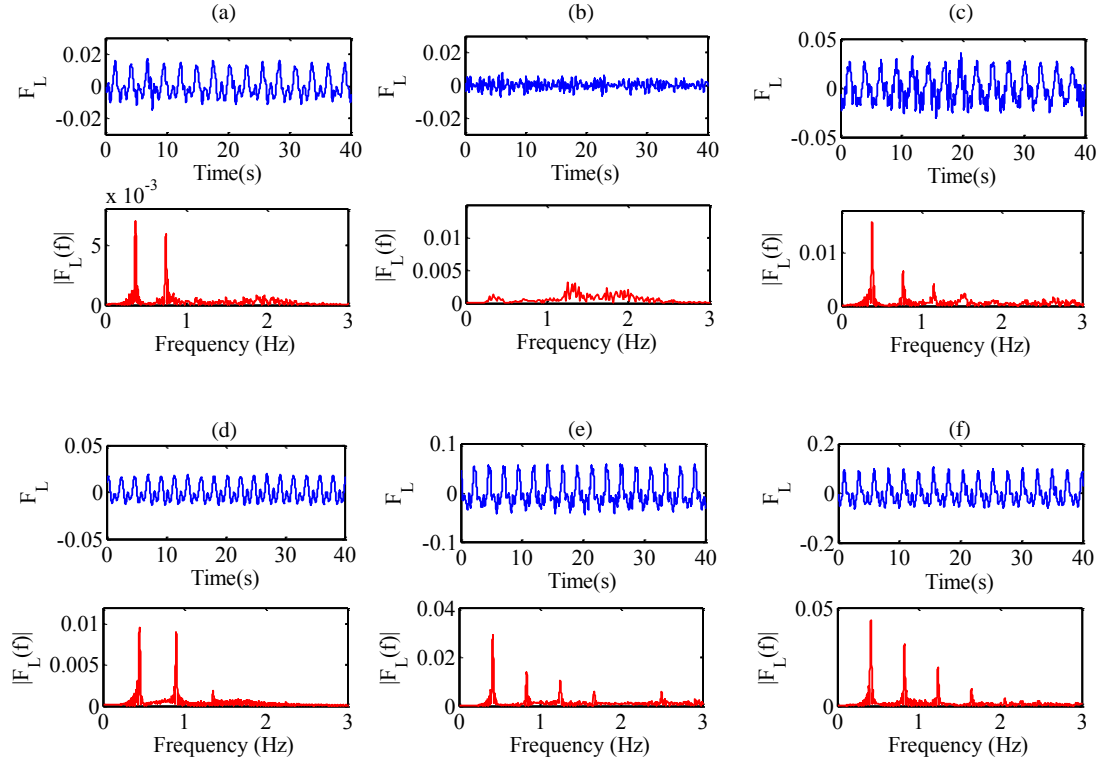 (a)
(b)
(c)
0.02
0
-0.02
F_L
0 10 20 30 40
Time(s)
0.02
0
-0.02
F_L
0 10 20 30 40
Time(s)
0.05
0
-0.05
F_L
0 10 20 30 40
Time(s)
x 10^-3
5
0
|F_L(f)|
0 1 2 3
Frequency (Hz)
0.01
0.005
0
|F_L(f)|
0 1 2 3
Frequency (Hz)
0.01
0
|F_L(f)|
0 1 2 3
Frequency (Hz)
(d)
(e)
(f)
0.05
0
-0.05
F_L
0 10 20 30 40
Time(s)
0.1
0
-0.1
F_L
0 10 20 30 40
Time(s)
0.2
0
-0.2
F_L
0 10 20 30 40
Time(s)
0.01
0.005
0
|F_L(f)|
0 1 2 3
Frequency (Hz)
0.04
0.02
0
|F_L(f)|
0 1 2 3
Frequency (Hz)
0.05
0
|F_L(f)|
0 1 2 3
Frequency (Hz)